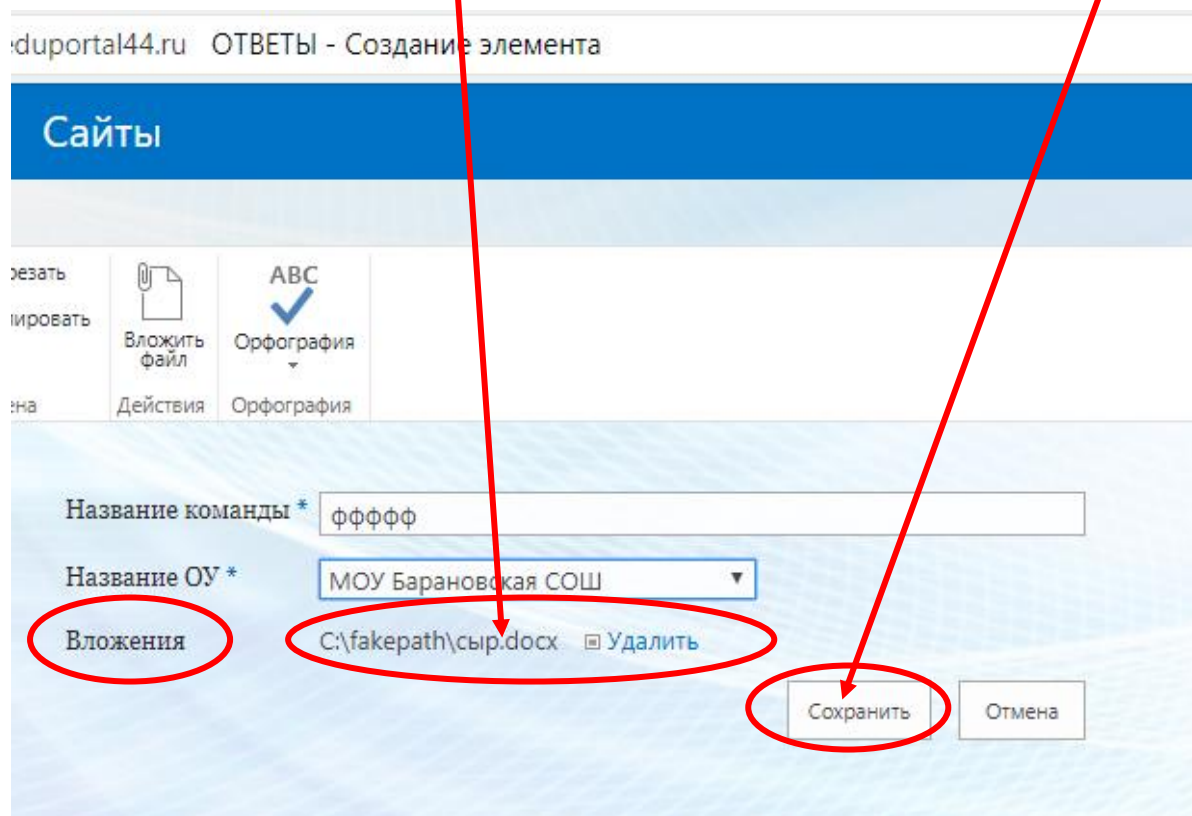 eduportal44.ru ОТВЕТЫ - Создание элемента
Сайты
резать
ировать
Вложить
файл
ABC
Орфография
на
Действия
Орфография
Название команды *
ффффф
Название ОУ *
МОУ Барановская СОШ
Вложения
C:\fakepath\сыр.docx Удалить
Сохранить
Отмена